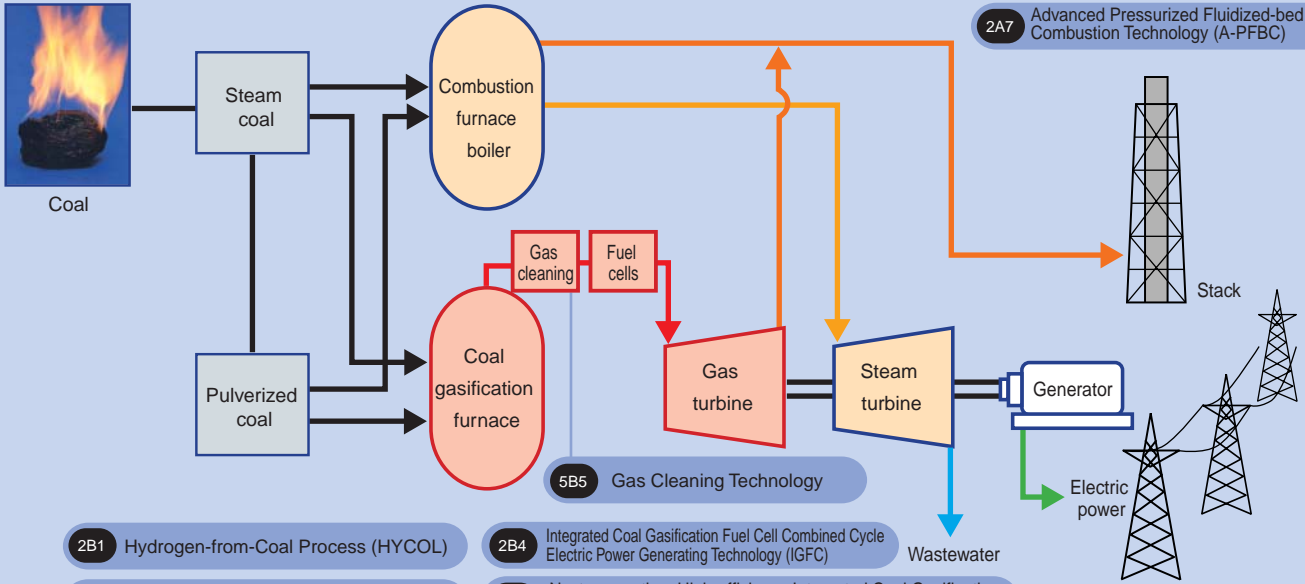 2A7 Advanced Pressurized Fluidized-bed
Combustion Technology (A-PFBC)
Coal
Steam
coal
Combustion
furnace
boiler
Gas
cleaning
Fuel
cells
Stack
Pulverized
coal
Coal
gasification
furnace
Gas
turbine
Steam
turbine
Generator
5B5 Gas Cleaning Technology
Electric
power
2B1 Hydrogen-from-Coal Process (HYCOL)
2B4 Integrated Coal Gasification Fuel Cell Combined Cycle
Electric Power Generating Technology (IGFC)
Wastewater